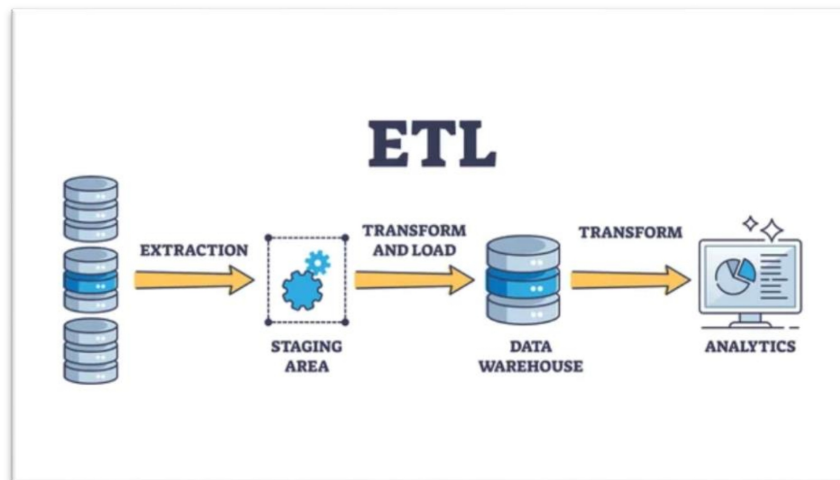 ETL
EXTRACTION
TRANSFORM
AND LOAD
TRANSFORM
STAGING
AREA
DATA
WAREHOUSE
ANALYTICS